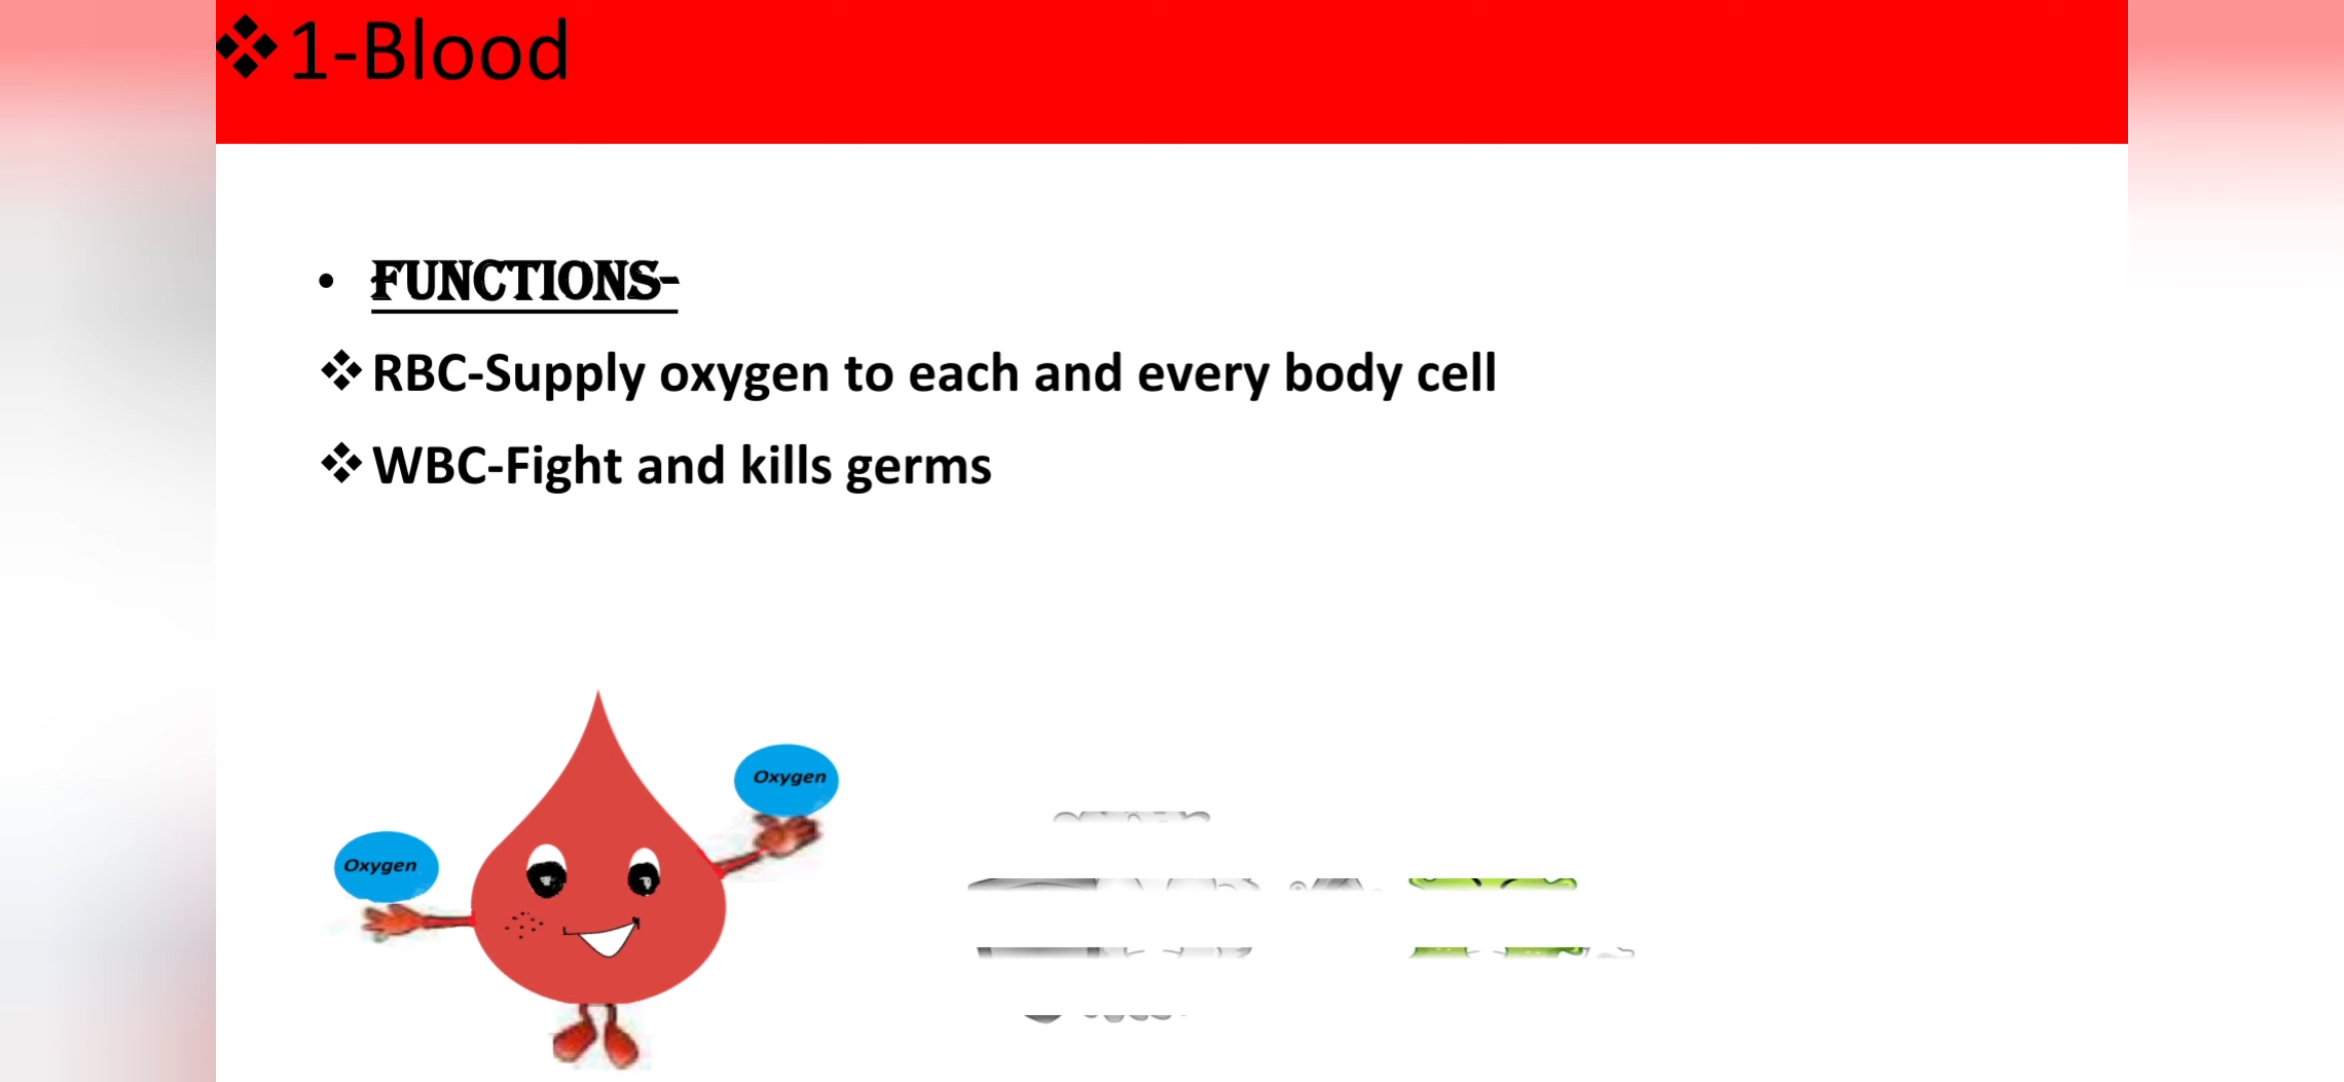 ❖1-Blood
• FUNCTIONS-
❖RBC-Supply oxygen to each and every body cell
❖WBC-Fight and kills germs
Oxygen
Oxygen